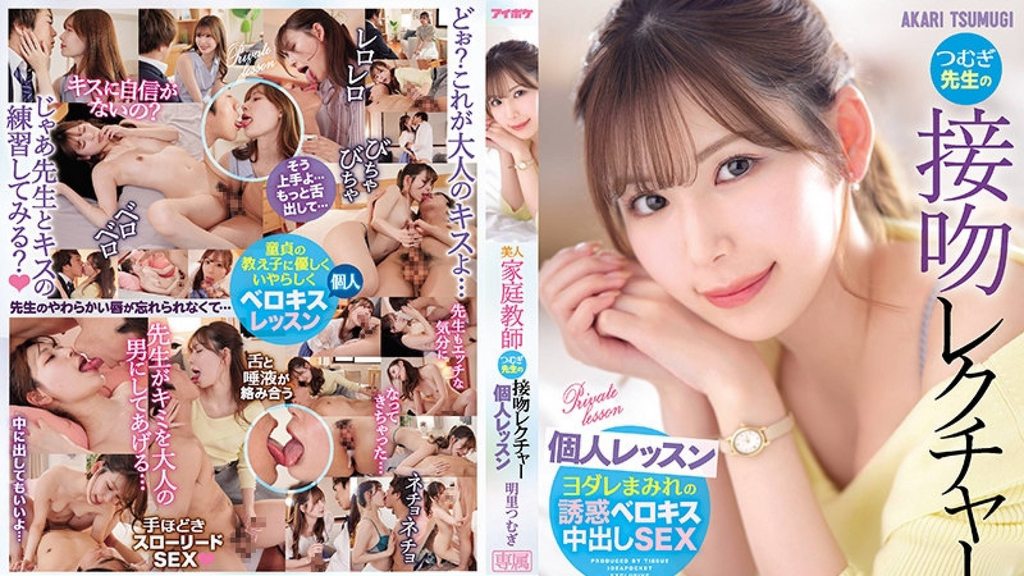 どぉ?これが大人のキスよ…
じゃあ先生とキスの
練習してみる?♥
キスに自信が
ないの?
Private
lesson
レロレロ
そう
上手よ…
もっと舌
出して…
びちゃ
びちゃ
ベロ
ベロ
童貞の
教え子に優しく
いやらしく
個人
ベロキス
レッスン
先生のやわらかい唇が忘れられなくて…
先生もエッチな
気分に
なって
きちゃった…
先生がキミを大人の
男にしてあげる…
舌と
唾液が
絡み合う
中に出してもいいよ…
手ほどき
スローリード
SEX♥
ネチョネチョ
アイポケ
美人
家庭教師
つむぎ
先生の
接吻レクチャー
個人レッスン
明里つむぎ
専属
AKARI TSUMUGI
つむぎ
先生の
接吻レクチャー
Private
lesson
個人レッスン
ヨダレまみれの
誘惑ベロキス
中出しSEX
PRODUCED BY TISSUE
IDEAPOCKET
EXCLUSIVE